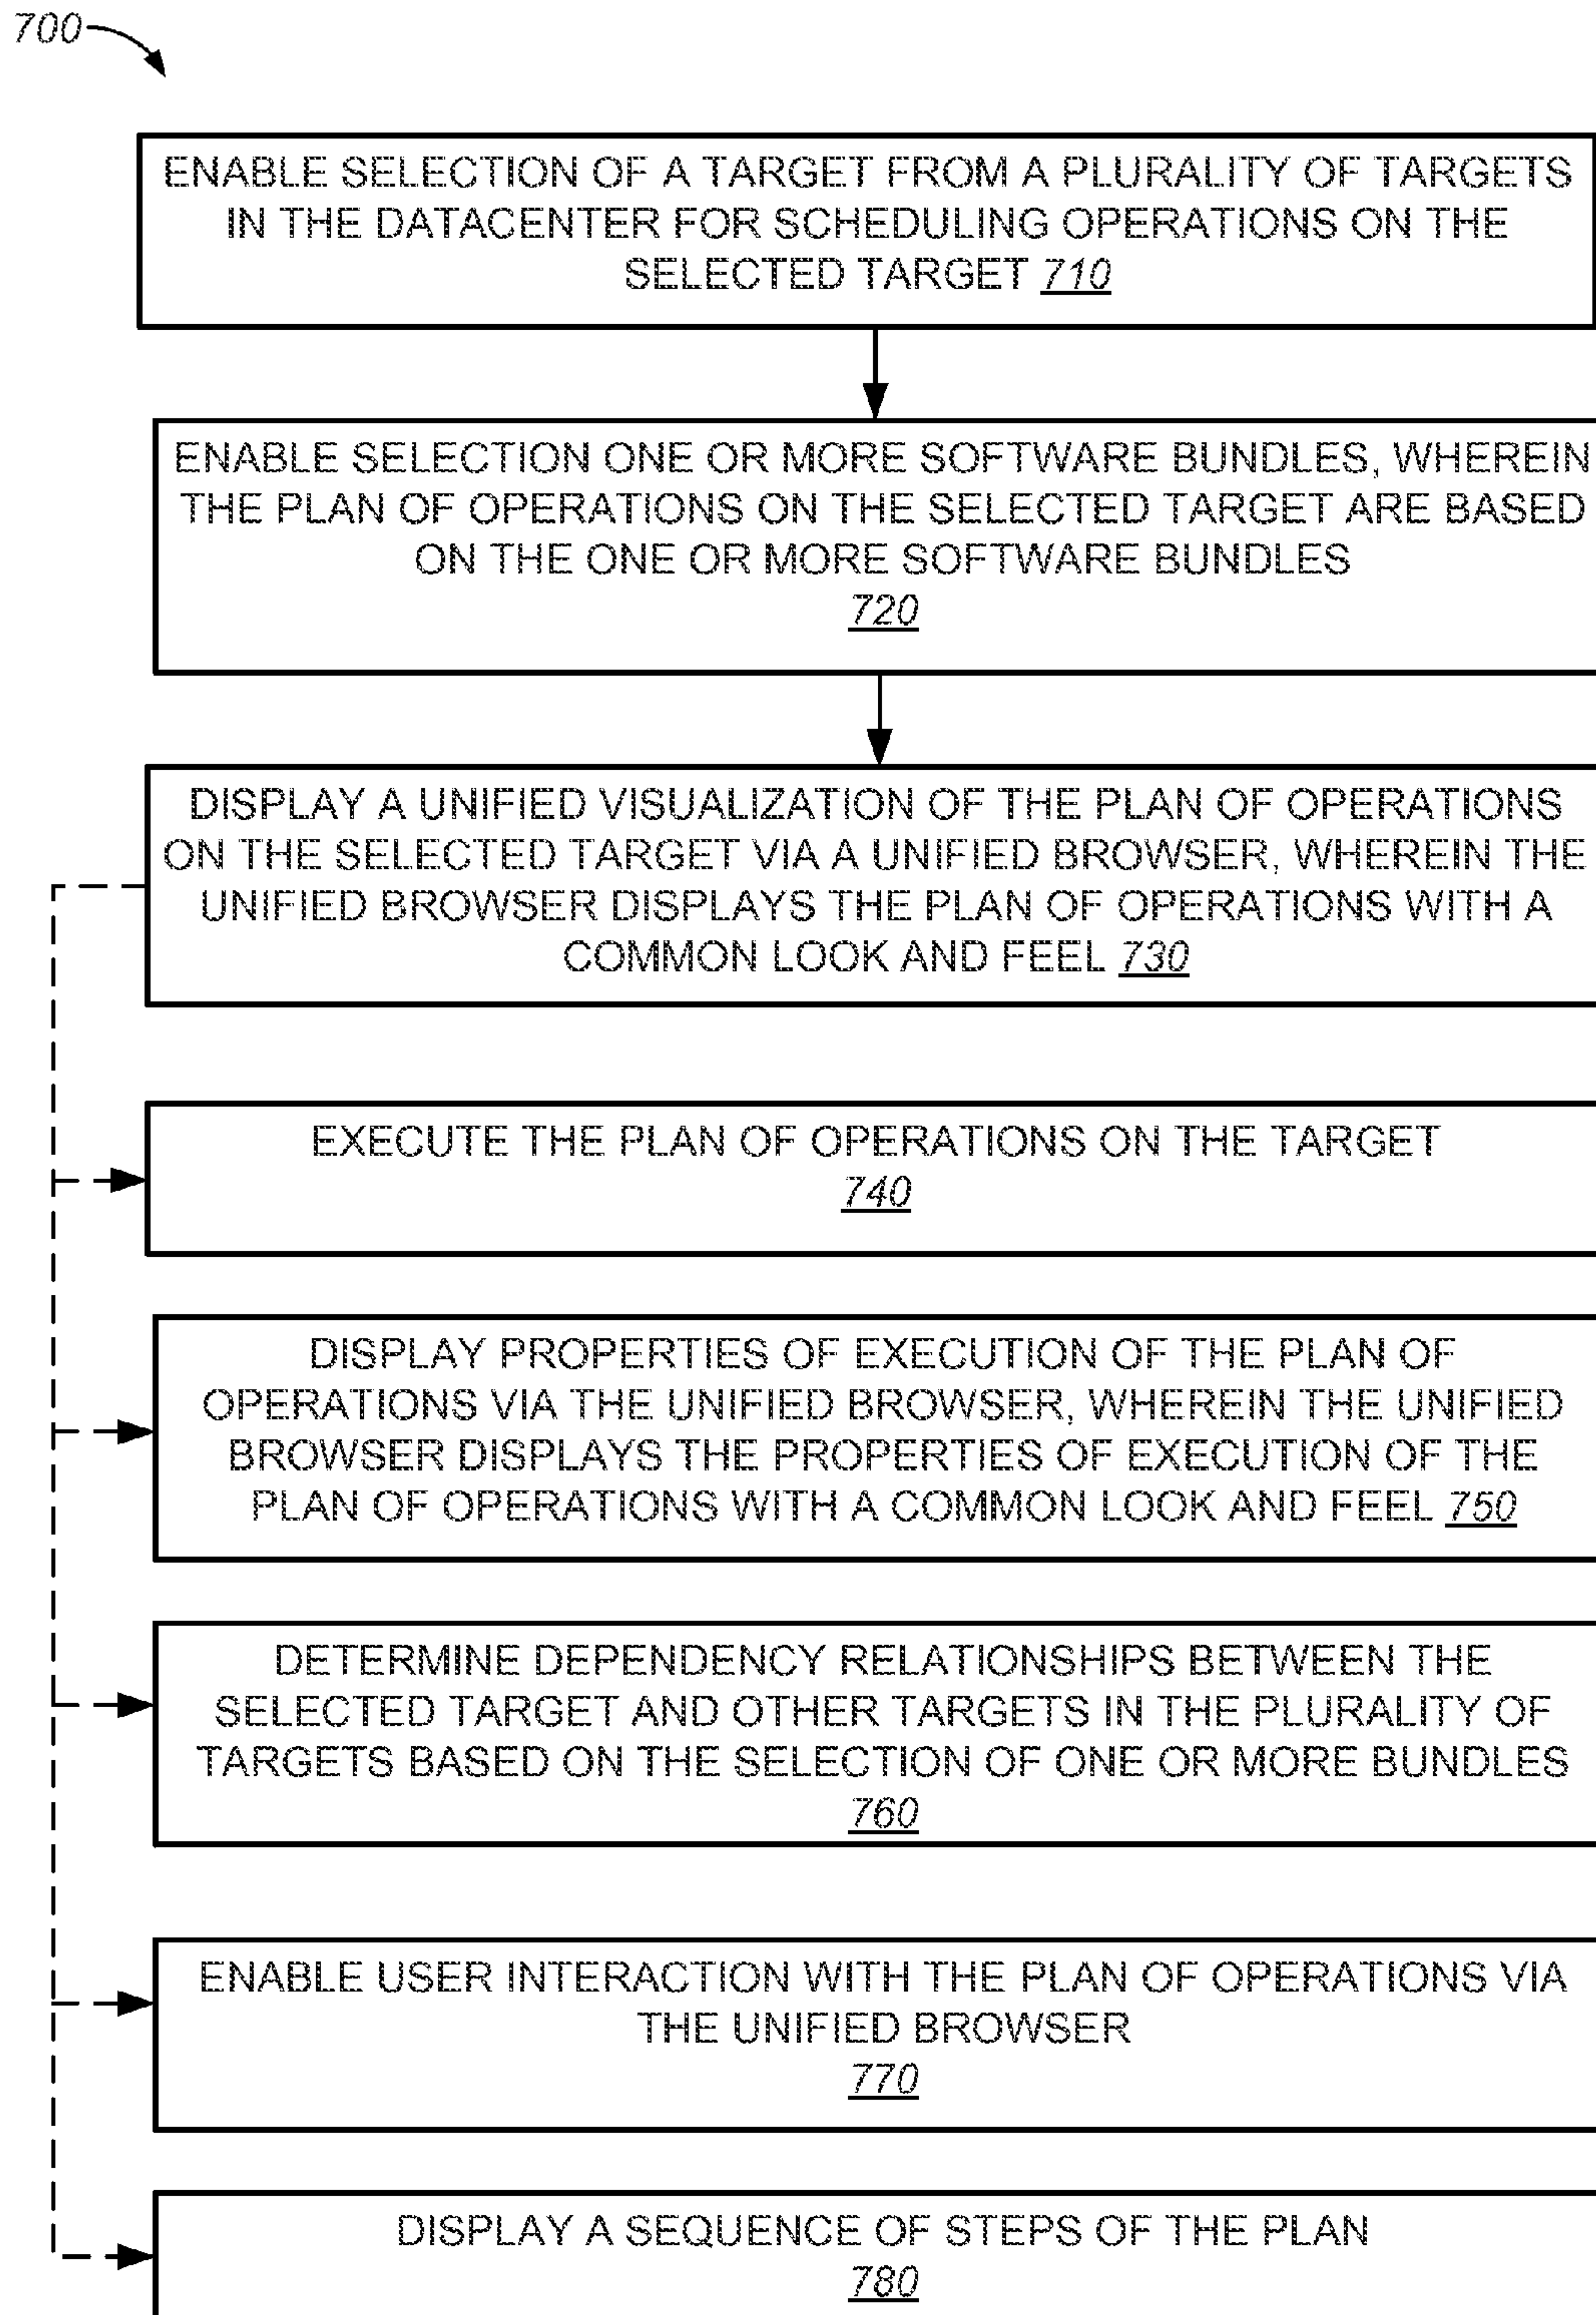 700
ENABLE SELECTION OF A TARGET FROM A PLURALITY OF TARGETS
IN THE DATACENTER FOR SCHEDULING OPERATIONS ON THE
SELECTED TARGET 710
ENABLE SELECTION ONE OR MORE SOFTWARE BUNDLES, WHEREIN
THE PLAN OF OPERATIONS ON THE SELECTED TARGET ARE BASED
ON THE ONE OR MORE SOFTWARE BUNDLES
720
DISPLAY A UNIFIED VISUALIZATION OF THE PLAN OF OPERATIONS
ON THE SELECTED TARGET VIA A UNIFIED BROWSER, WHEREIN THE
UNIFIED BROWSER DISPLAYS THE PLAN OF OPERATIONS WITH A
COMMON LOOK AND FEEL 730
EXECUTE THE PLAN OF OPERATIONS ON THE TARGET
740
DISPLAY PROPERTIES OF EXECUTION OF THE PLAN OF
OPERATIONS VIA THE UNIFIED BROWSER, WHEREIN THE UNIFIED
BROWSER DISPLAYS THE PROPERTIES OF EXECUTION OF THE
PLAN OF OPERATIONS WITH A COMMON LOOK AND FEEL 750
DETERMINE DEPENDENCY RELATIONSHIPS BETWEEN THE
SELECTED TARGET AND OTHER TARGETS IN THE PLURALITY OF
TARGETS BASED ON THE SELECTION OF ONE OR MORE BUNDLES
760
ENABLE USER INTERACTION WITH THE PLAN OF OPERATIONS VIA
THE UNIFIED BROWSER
770
DISPLAY A SEQUENCE OF STEPS OF THE PLAN
780